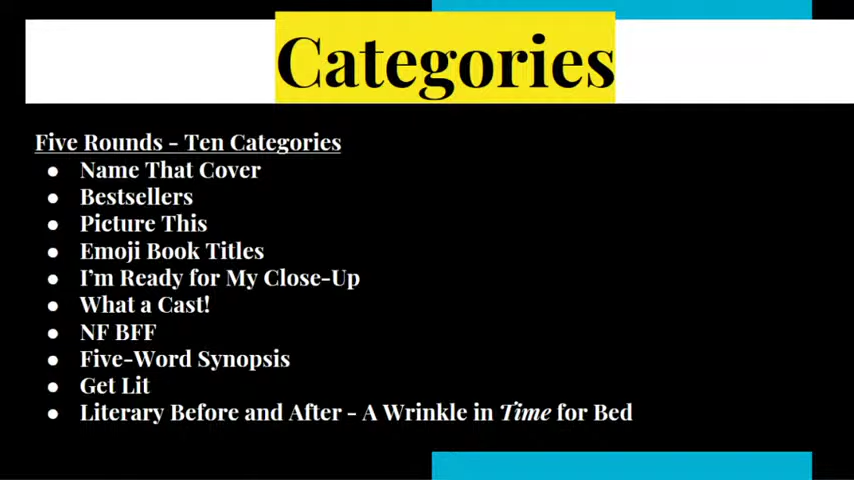 Categories
Five Rounds - Ten Categories
● Name That Cover
● Bestsellers
● Picture This
● Emoji Book Titles
● I’m Ready for My Close-Up
● What a Cast!
● NF BFF
● Five-Word Synopsis
● Get Lit
● Literary Before and After - A Wrinkle in Time for Bed